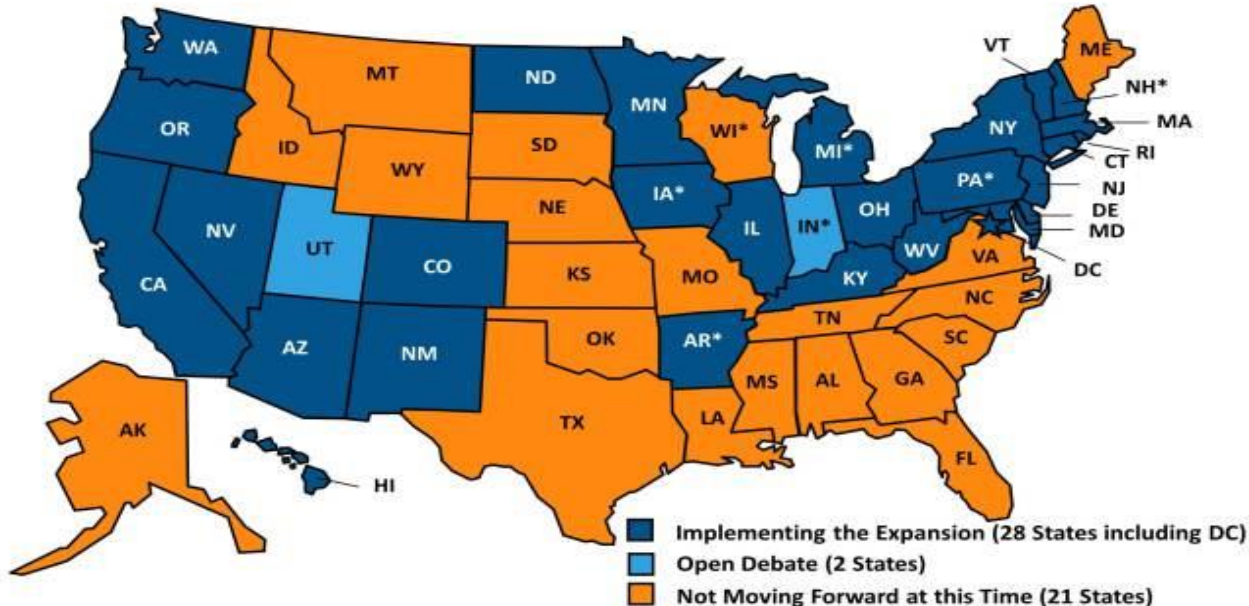 WA
MT
ND
MN
VT
ME
NH*
MA
RI
CT
NJ
DE
MD
DC
OR
ID
WY
SD
WI*
MI*
NY
PA*
NV
UT
CO
NE
IA*
IL
IN*
OH
WV
VA
CA
KS
MO
KY
NC
AZ
NM
OK
AR*
TN
SC
TX
LA
MS
AL
GA
FL
AK
HI
Implementing the Expansion (28 States including DC)
Open Debate (2 States)
Not Moving Forward at this Time (21 States)